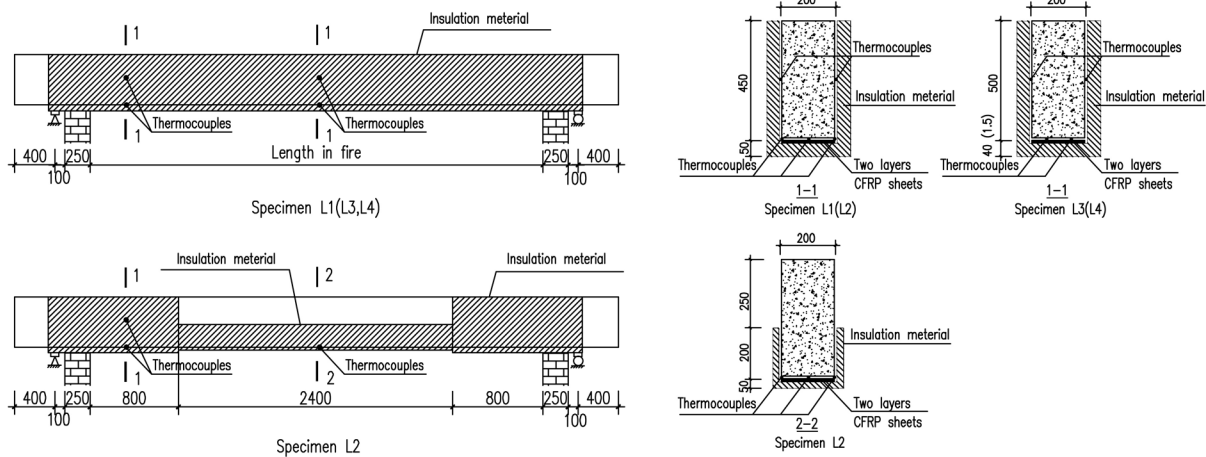 1
1
Insulation meterial
Thermocouples
Thermocouples
1
1
Length in fire
400
100
250
250
100
400
Specimen L1(L3,L4)
1
2
Insulation meterial
Insulation meterial
Thermocouples
Thermocouples
1
2
400
100
250
800
2400
800
250
100
400
Specimen L2
200
450
50
Thermocouples
Insulation meterial
Thermocouples
Two layers
CFRP sheets
1-1
Specimen L1(L2)
200
500
40 (1.5)
Thermocouples
Insulation meterial
Thermocouples
Two layers
CFRP sheets
1-1
Specimen L3(L4)
200
250
200
50
Insulation material
Thermocouples
Two layers
CFRP sheets
2-2
Specimen L2